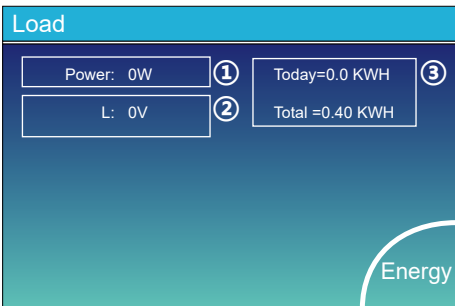 Load
Power: 0W ① Today=0.0 KWH ③
L: 0V ② Total =0.40 KWH
Energy